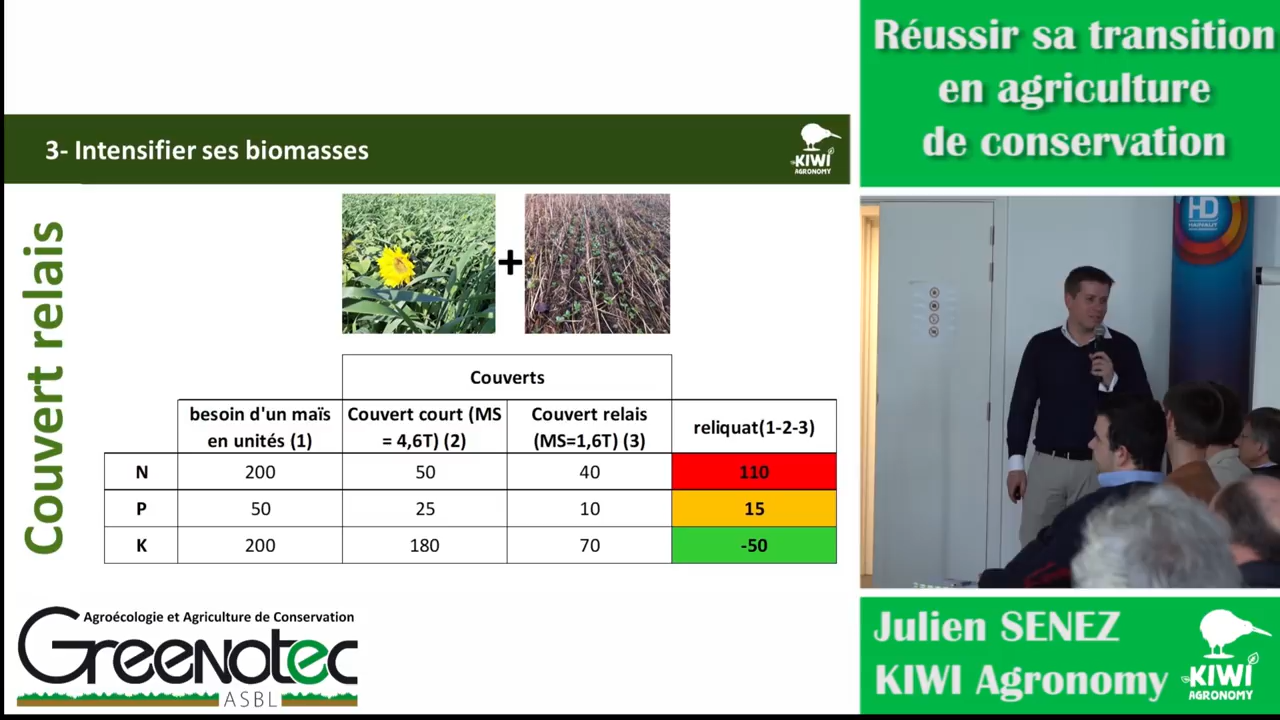 Réussir sa transition
en agriculture
de conservation
3- Intensifier ses biomasses
KIWI
AGRONOMY
Couvert relais
+
Couverts
besoin d'un maïs en unités (1) Couvert court (MS = 4,6T) (2) Couvert relais (MS=1,6T) (3) reliquat(1-2-3)
N 200 50 40 110
P 50 25 10 15
K 200 180 70 -50
HD
HAINAUT
Agroécologie et Agriculture de Conservation
Greenotec
ASBL
Julien SENEZ
KIWI Agronomy
KIWI
AGRONOMY